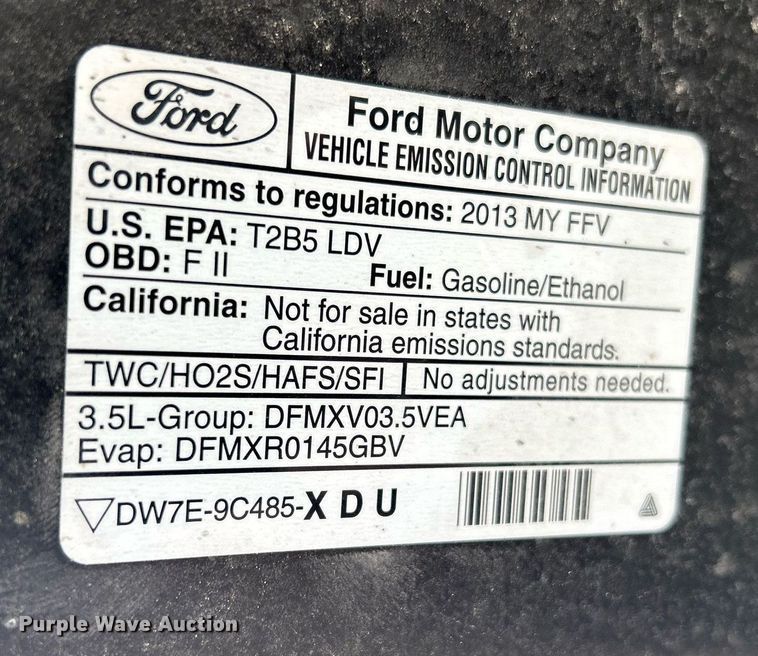 Ford
Ford Motor Company
VEHICLE EMISSION CONTROL INFORMATION
Conforms to regulations: 2013 MY FFV
U.S. EPA: T2B5 LDV
OBD: F II
Fuel: Gasoline/Ethanol
California: Not for sale in states with
California emissions standards.
TWC/HO2S/HAFS/SFI
No adjustments needed.
3.5L-Group: DFMXV03.5VEA
Evap: DFMXR0145GBV
DW7E-9C485-X D U
Purple Wave Auction